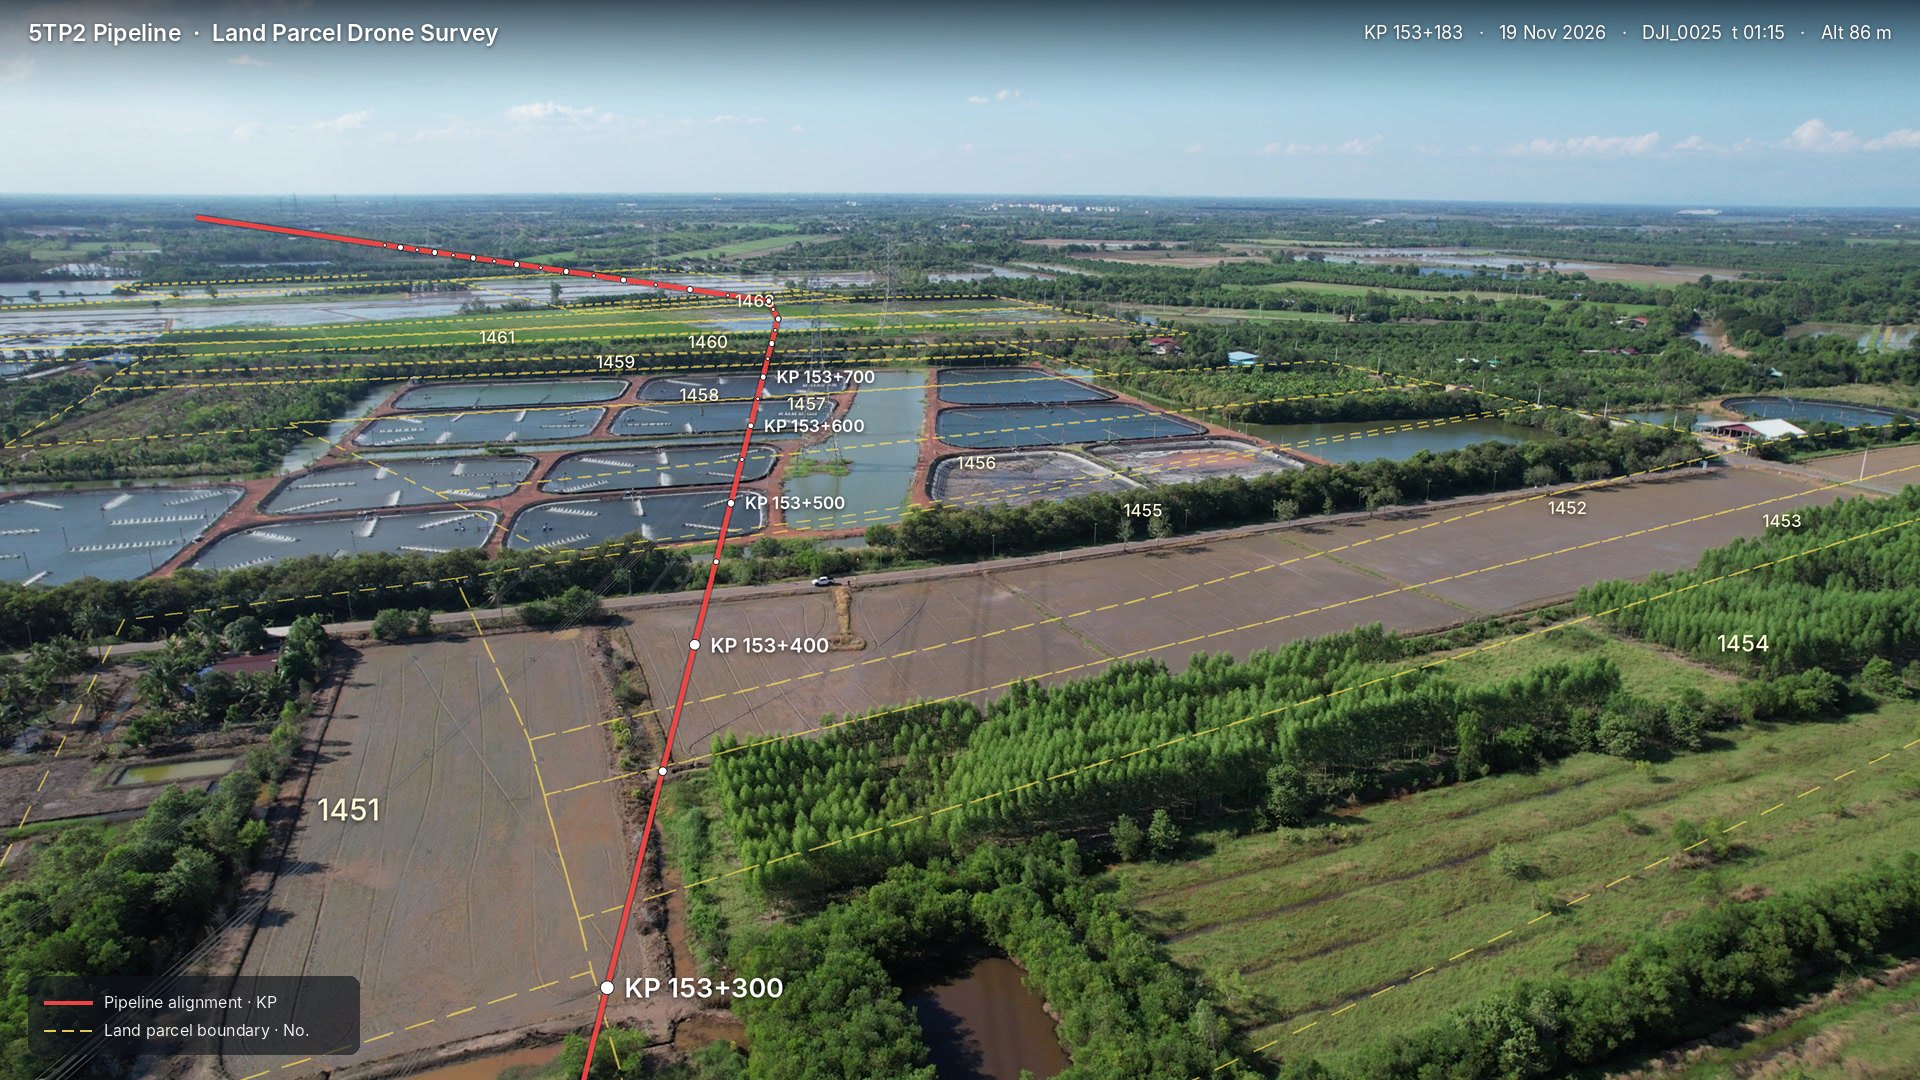 5TP2 Pipeline · Land Parcel Drone Survey
KP 153+183 · 19 Nov 2026 · DJI_0025 t 01:15 · Alt 86 m
1463
1461
1460
1459
KP 153+700
1458
1457
KP 153+600
1456
KP 153+500
1455
1452
1453
KP 153+400
1454
1451
KP 153+300
Pipeline alignment · KP
Land parcel boundary · No.